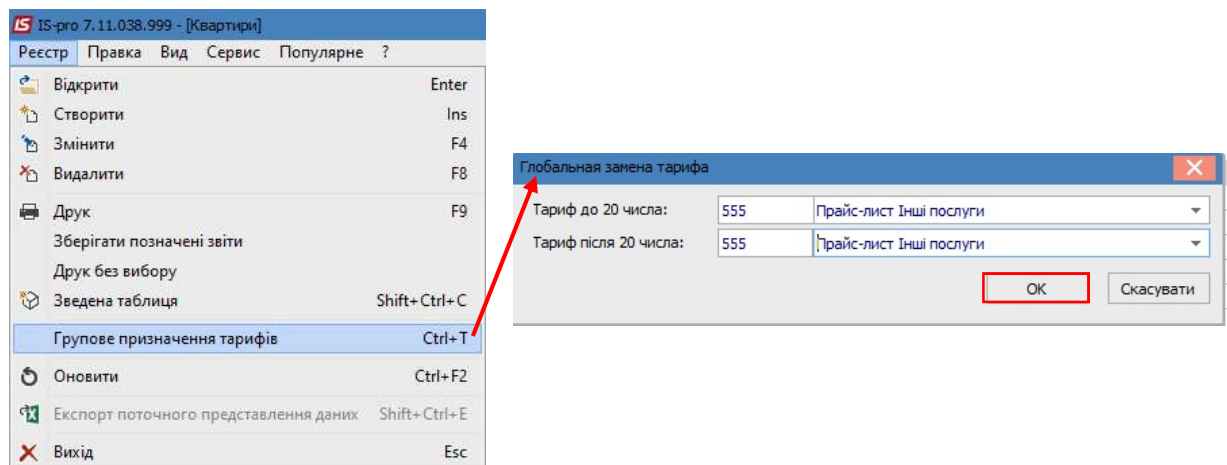 IS-pro 7.11.038.999 - [Квартири]
Реєстр Правка Вид Сервис Популярне ?
Відкрити Enter
Створити Ins
Змінити F4
Видалити F8
Друк F9
Зберігати позначені звіти
Друк без вибору
Зведена таблиця Shift+Ctrl+C
Групове призначення тарифів Ctrl+T
Оновити Ctrl+F2
Експорт поточного представлення даних Shift+Ctrl+E
Вихід Esc
Глобальная замена тарифа
Тариф до 20 числа: 555 Прайс-лист Інші послуги
Тариф після 20 числа: 555 Прайс-лист Інші послуги
OK Скасувати